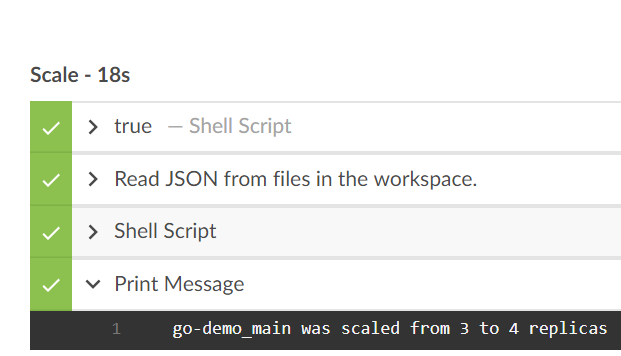 Scale - 18s
true — Shell Script
Read JSON from files in the workspace.
Shell Script
Print Message
1 go-demo_main was scaled from 3 to 4 replicas